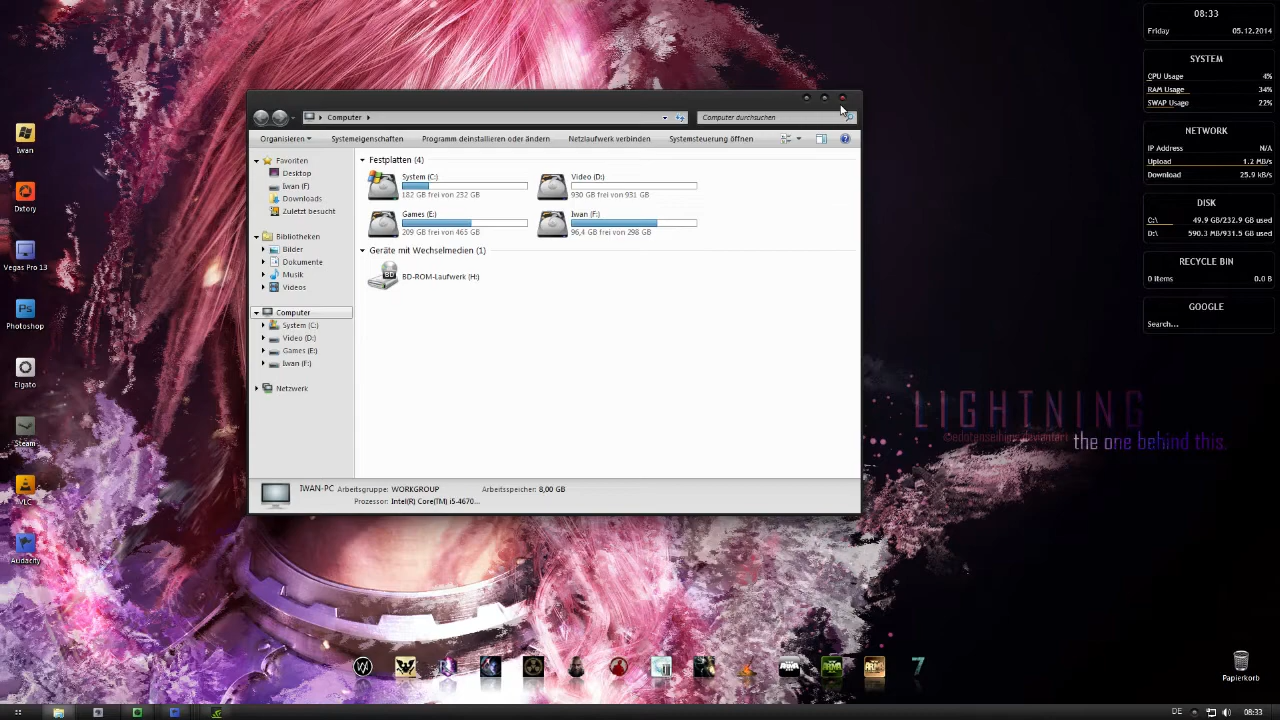 08:33
Friday 05.12.2014
SYSTEM
CPU Usage 4%
RAM Usage 34%
SWAP Usage 22%
NETWORK
IP Address N/A
Upload 1.2 MB/s
Download 25.9 kB/s
DISK
C:\ 49.9 GB/232.9 GB used
D:\ 590.3 MB/931.5 GB used
RECYCLE BIN
0 Items 0.0 B
GOOGLE
Search...
Iwan
Dxtory
Vegas Pro 13
Photshop
Elgato
Steam
VLC
Audacity
Computer
Computer durchsuchen
Organisieren Systemeigenschaften Programm deinstallieren oder ändern Netzlaufwerk verbinden Systemsteuerung öffnen
Favoriten
Desktop
Iwan (F)
Downloads
Zuletzt besucht
Bibliotheken
Bilder
Dokumente
Musik
Videos
Computer
System (C:)
Video (D:)
Games (E:)
Iwan (F:)
Netzwerk
Festplatten (4)
System (C:)
182 GB frei von 232 GB
Video (D:)
930 GB frei von 931 GB
Games (E:)
209 GB frei von 465 GB
Iwan (F:)
96,4 GB frei von 298 GB
Geräte mit Wechselmedien (1)
BD
BD-ROM-Laufwerk (H:)
IWAN-PC Arbeitsgruppe: WORKGROUP Arbeitsspeicher: 8,00 GB
Prozessor: Intel(R) Core(TM) i5-4670...
LIGHTNING
the one behind this.
ARMA
ARMA
ARMA
7
Papierkorb
DE 08:33